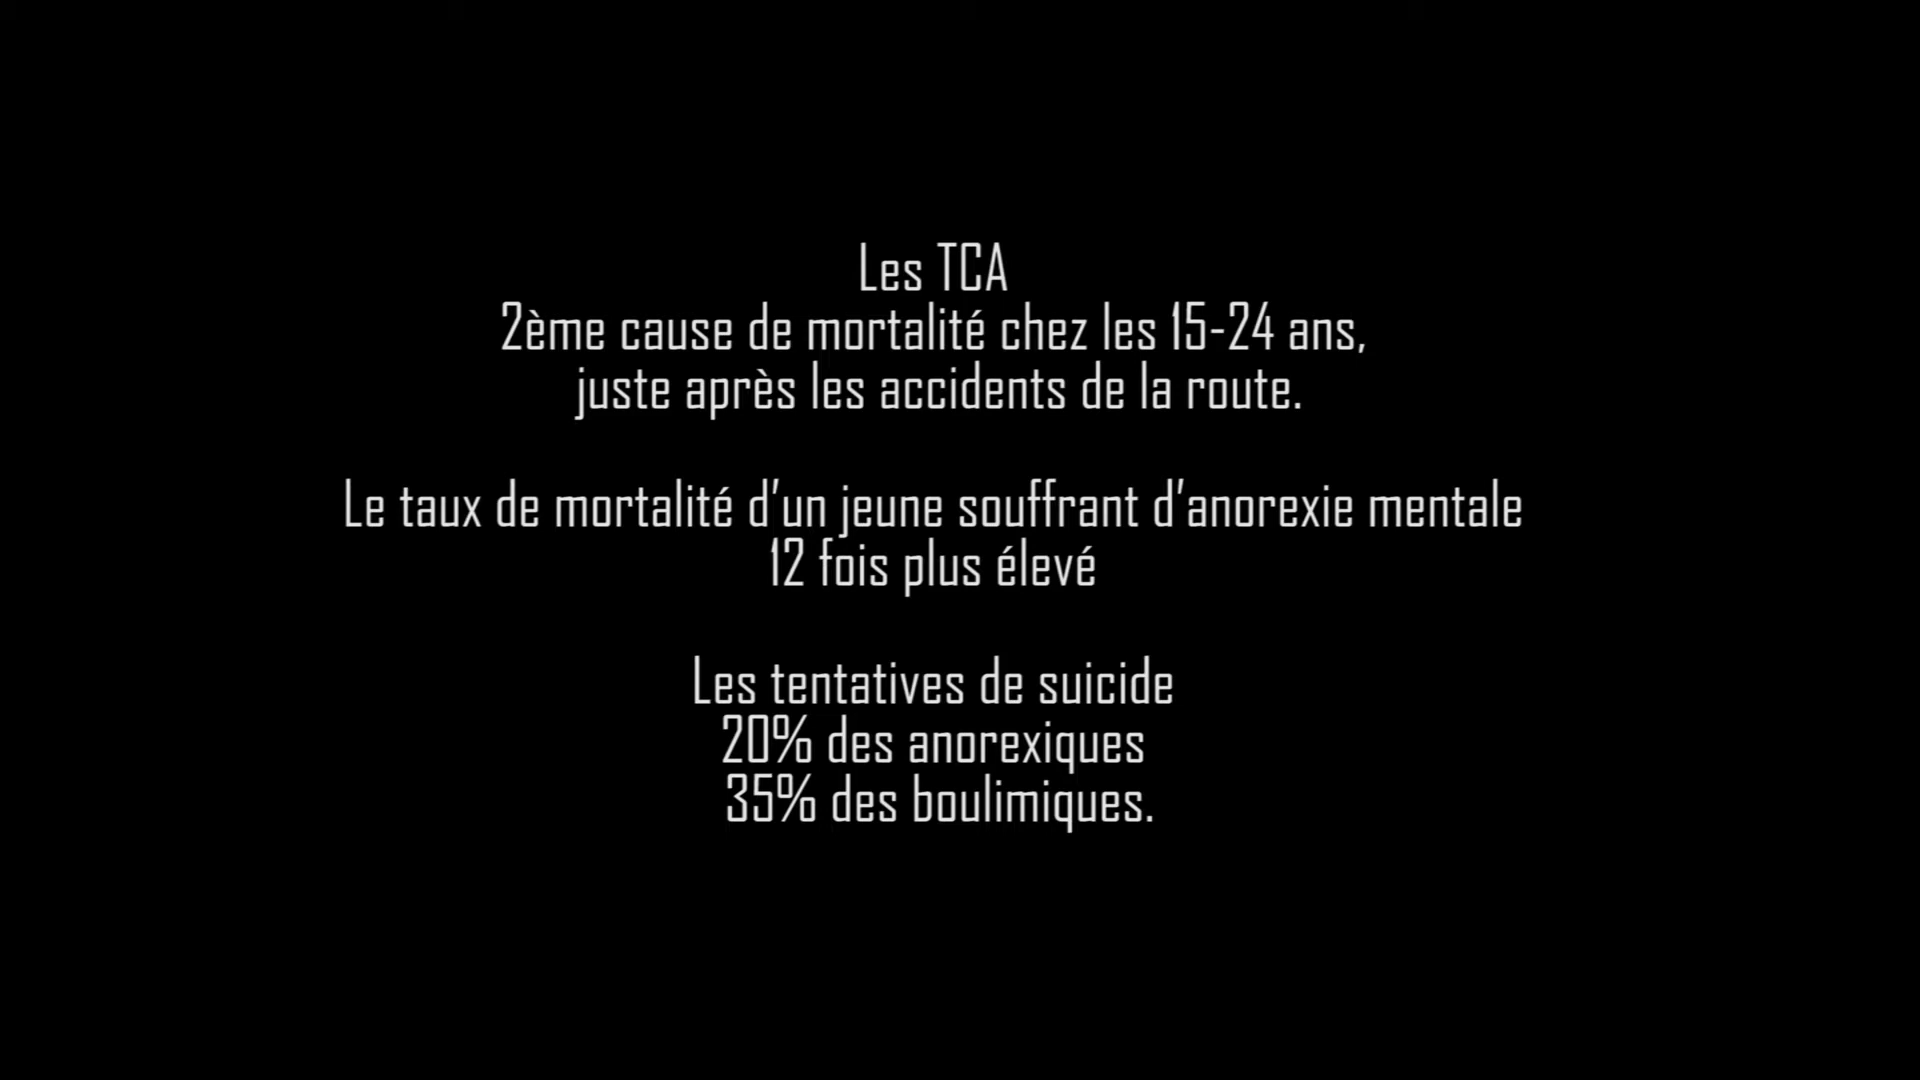 Les TCA
2ème cause de mortalité chez les 15-24 ans,
juste après les accidents de la route.
Le taux de mortalité d’un jeune souffrant d’anorexie mentale
12 fois plus élevé
Les tentatives de suicide
20% des anorexiques
35% des boulimiques.